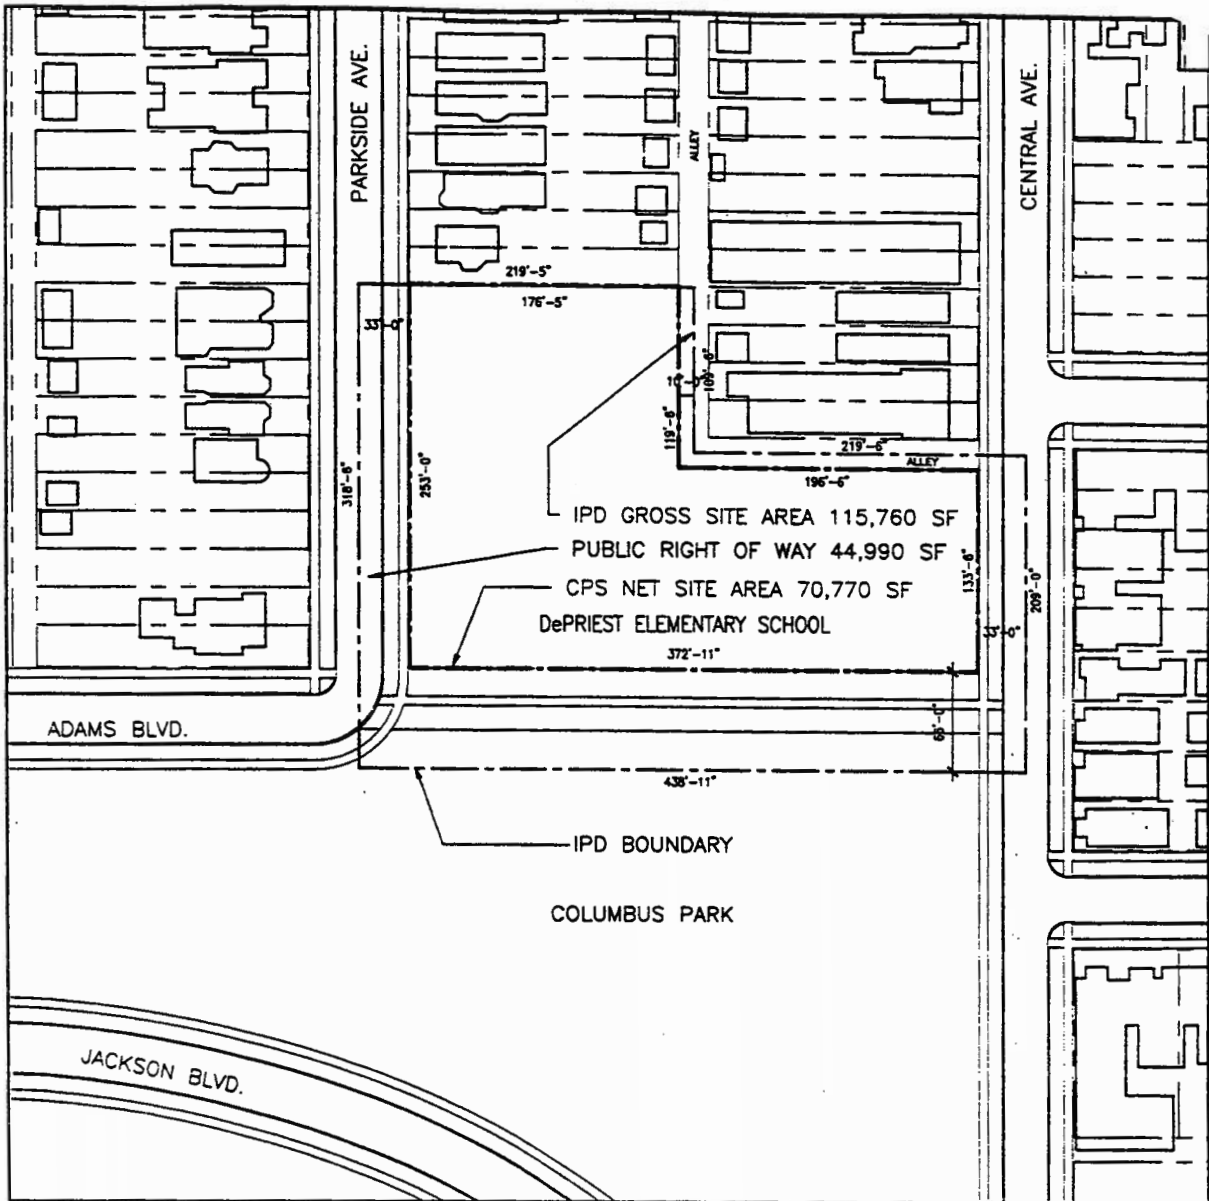 PARKSIDE AVE.
CENTRAL AVE.
ALLEY
219'-5"
176'-5"
33'-0"
10'-0"
109'-6"
119'-6"
219'-6"
ALLEY
196'-6"
318'-6"
253'-0"
IPD GROSS SITE AREA 115,760 SF
PUBLIC RIGHT OF WAY 44,990 SF
CPS NET SITE AREA 70,770 SF
DePRIEST ELEMENTARY SCHOOL
133'-6"
209'-0"
33'-0"
372'-11"
ADAMS BLVD.
66'-0"
438'-11"
IPD BOUNDARY
COLUMBUS PARK
JACKSON BLVD.